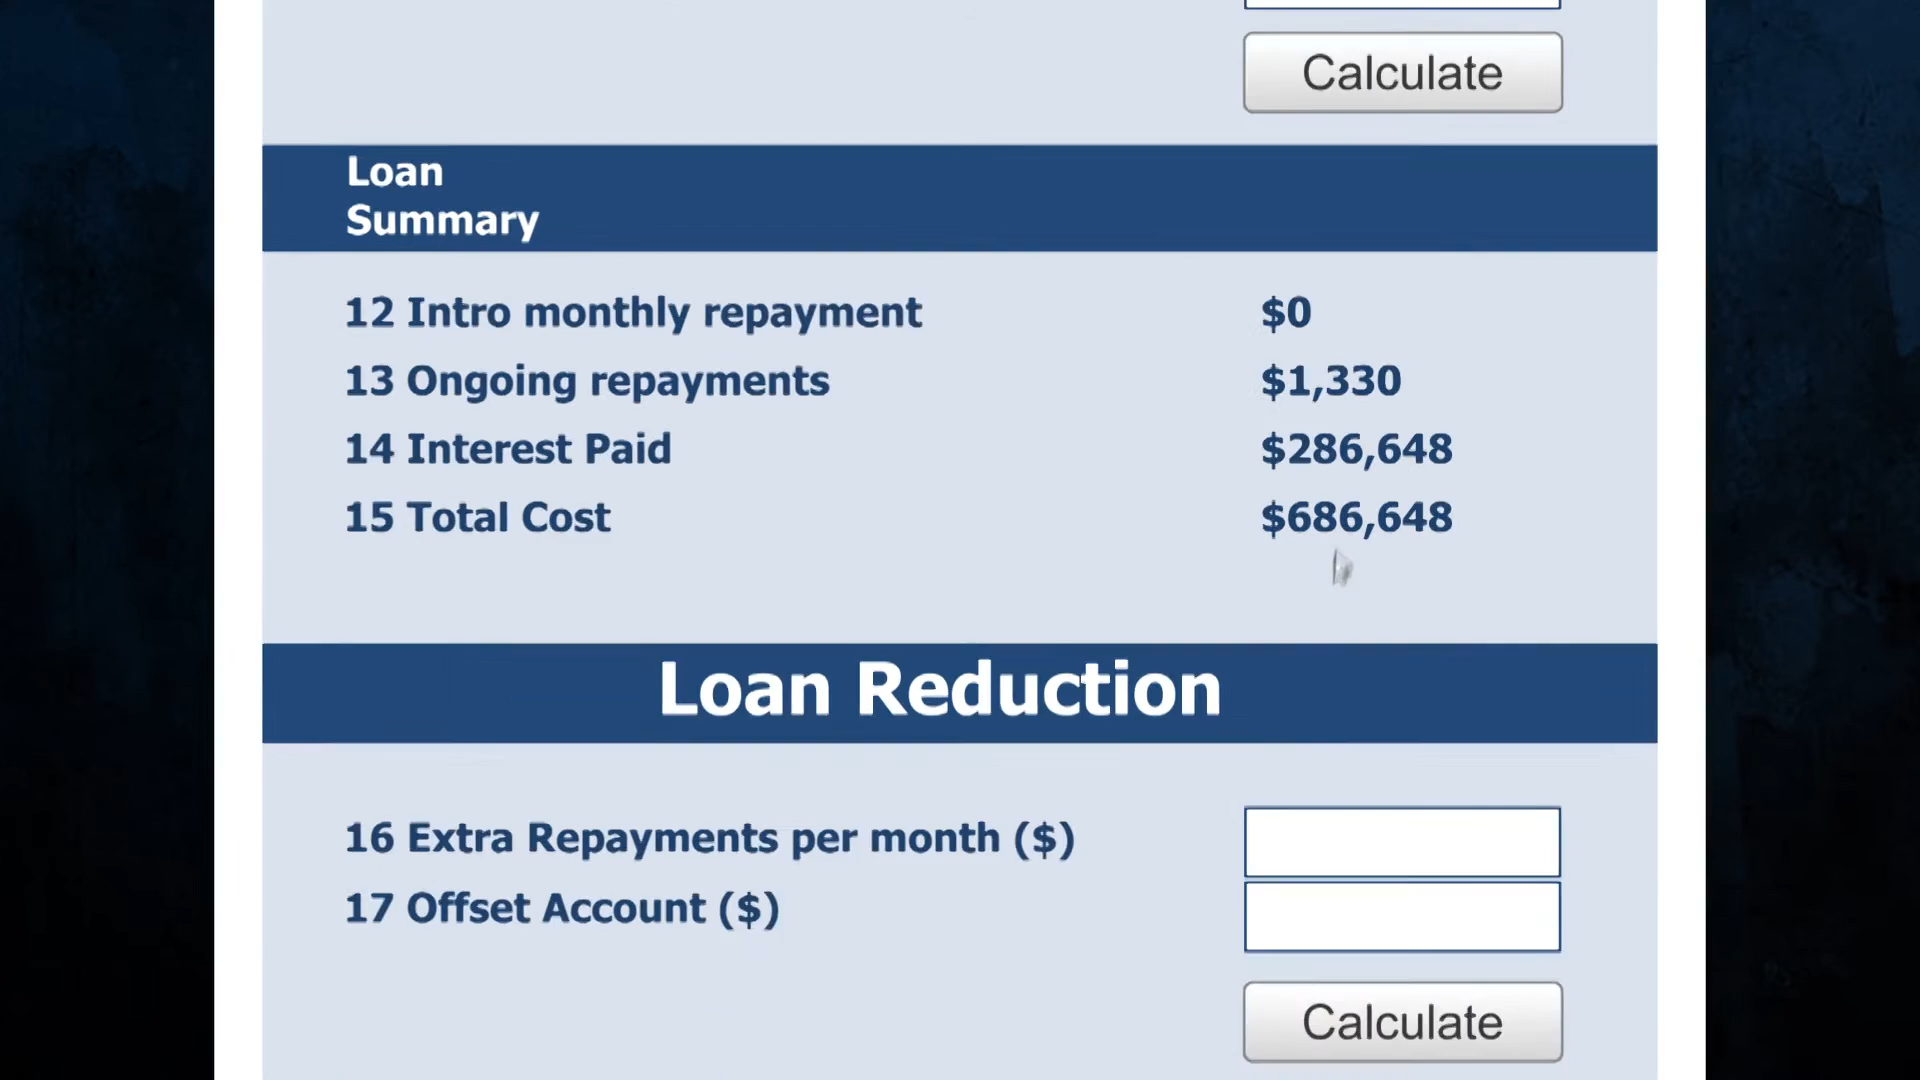 Calculate
Loan
Summary
12 Intro monthly repayment $0
13 Ongoing repayments $1,330
14 Interest Paid $286,648
15 Total Cost $686,648
Loan Reduction
16 Extra Repayments per month ($)
17 Offset Account ($)
Calculate